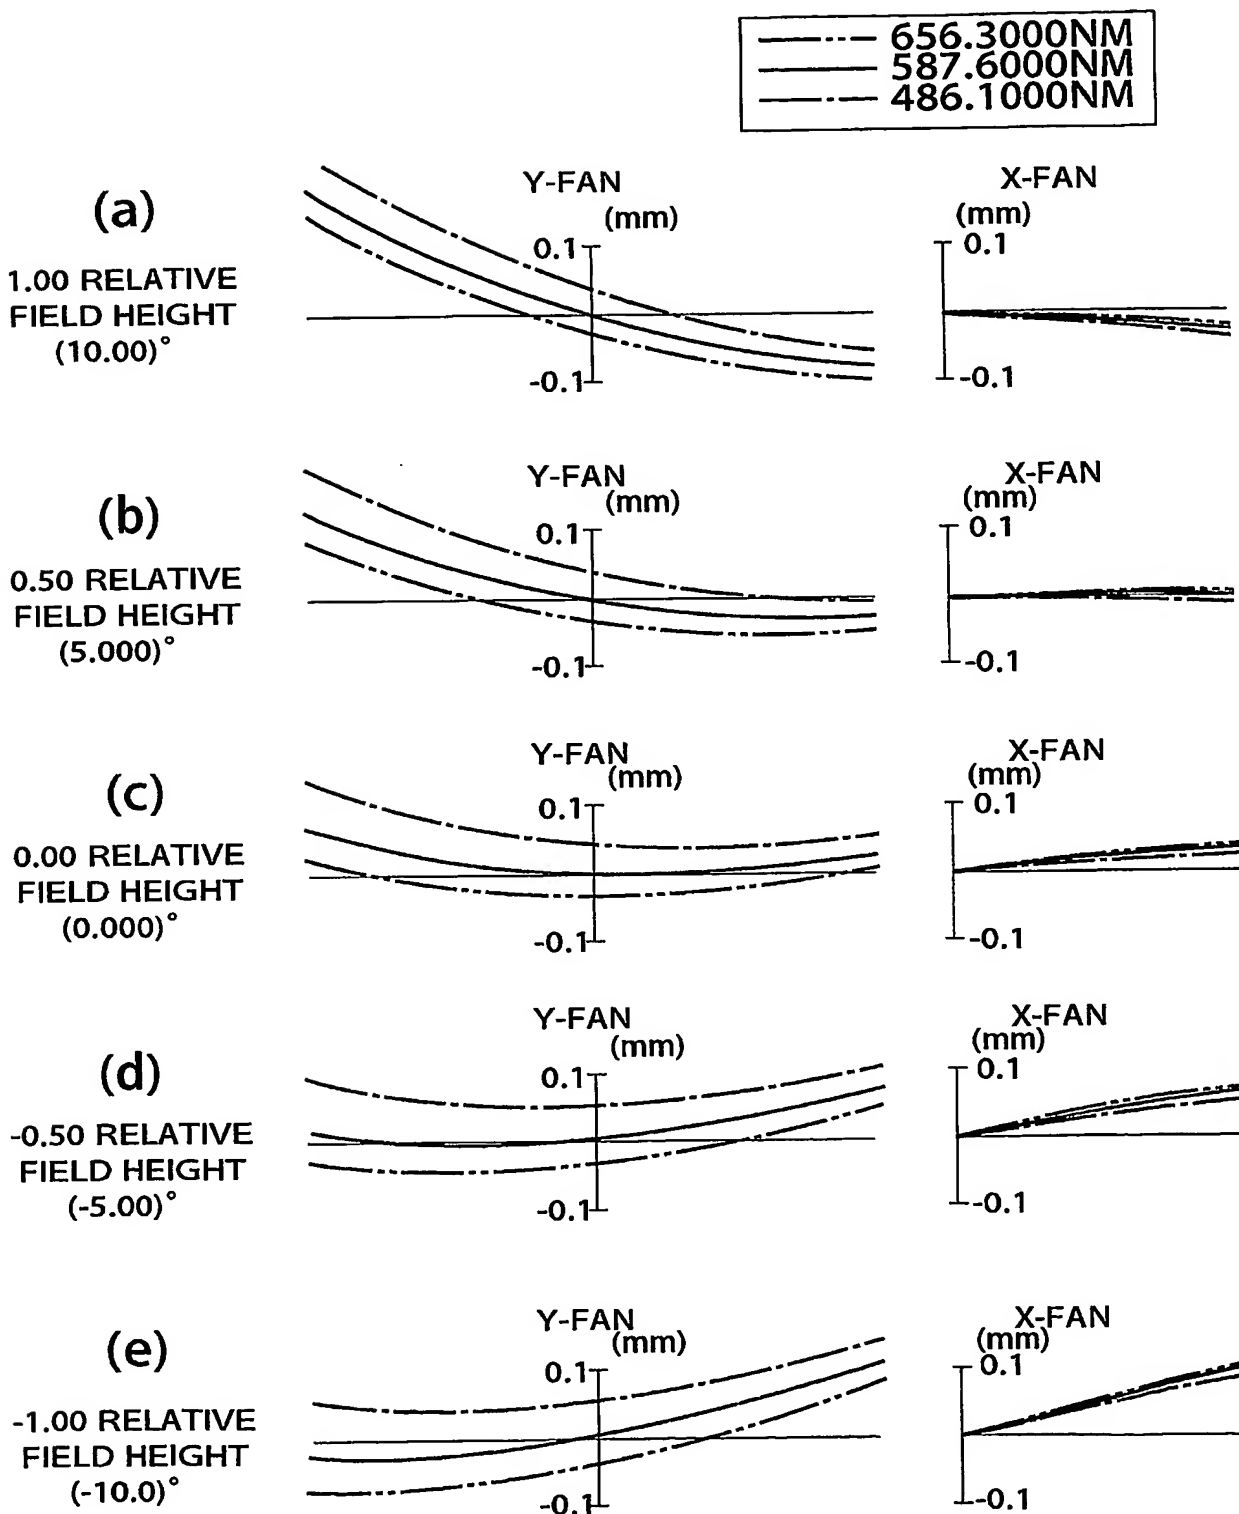 656.3000NM
587.6000NM
486.1000NM
(a)
1.00 RELATIVE
FIELD HEIGHT
(10.00)°
Y-FAN
(mm)
0.1
-0.1
X-FAN
(mm)
0.1
-0.1
(b)
0.50 RELATIVE
FIELD HEIGHT
(5.000)°
Y-FAN
(mm)
0.1
-0.1
X-FAN
(mm)
0.1
-0.1
(c)
0.00 RELATIVE
FIELD HEIGHT
(0.000)°
Y-FAN
(mm)
0.1
-0.1
X-FAN
(mm)
0.1
-0.1
(d)
-0.50 RELATIVE
FIELD HEIGHT
(-5.00)°
Y-FAN
(mm)
0.1
-0.1
X-FAN
(mm)
0.1
-0.1
(e)
-1.00 RELATIVE
FIELD HEIGHT
(-10.0)°
Y-FAN
(mm)
0.1
-0.1
X-FAN
(mm)
0.1
-0.1